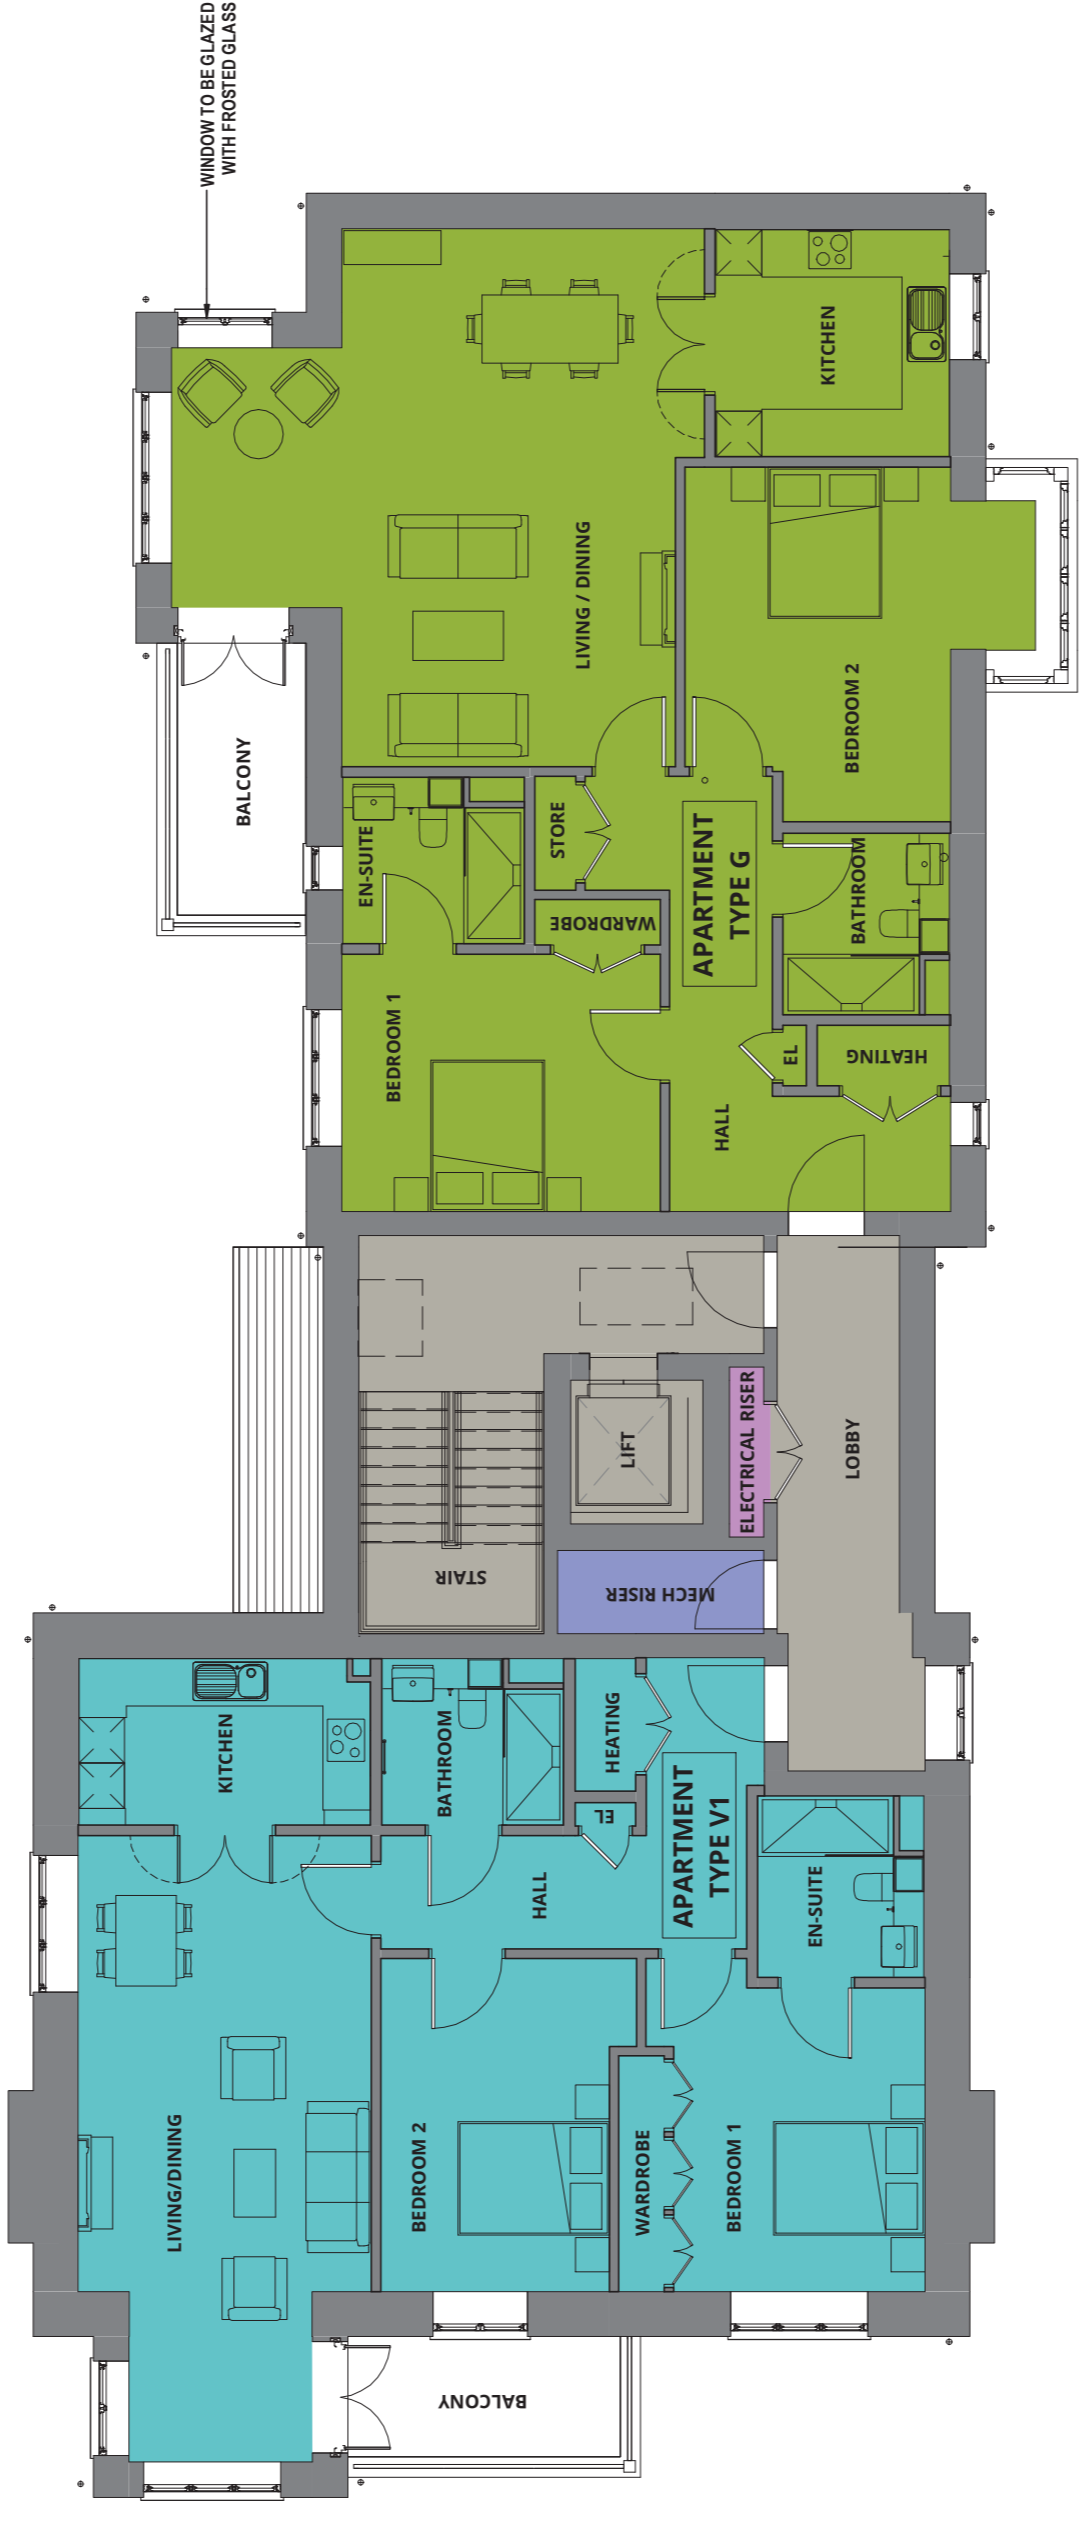 WINDOW TO BE GLAZED
WITH FROSTED GLASS
KITCHEN
LIVING / DINING
BEDROOM 2
BALCONY
EN-SUITE
STORE
WARDROBE
APARTMENT
TYPE G
BATHROOM
BEDROOM 1
EL
HEATING
HALL
LIFT
ELECTRICAL RISER
LOBBY
STAIR
MECH RISER
KITCHEN
BATHROOM
HEATING
EL
APARTMENT
TYPE V1
HALL
EN-SUITE
LIVING/DINING
BEDROOM 2
WARDROBE
BEDROOM 1
BALCONY